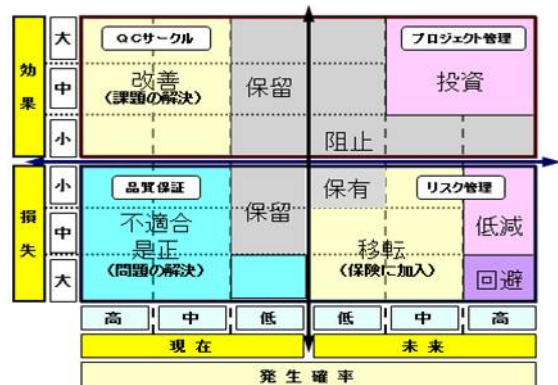 効果
大
中
小
QCサークル
改善
(課題の解決)
保留
プロジェクト管理
投資
阻止
損失
小
中
大
品質保証
不適合
是正
(問題の解決)
保留
保有
リスク管理
移転
(保険に加入)
低減
回避
高 中 低 低 中 高
現在 未来
発生確率